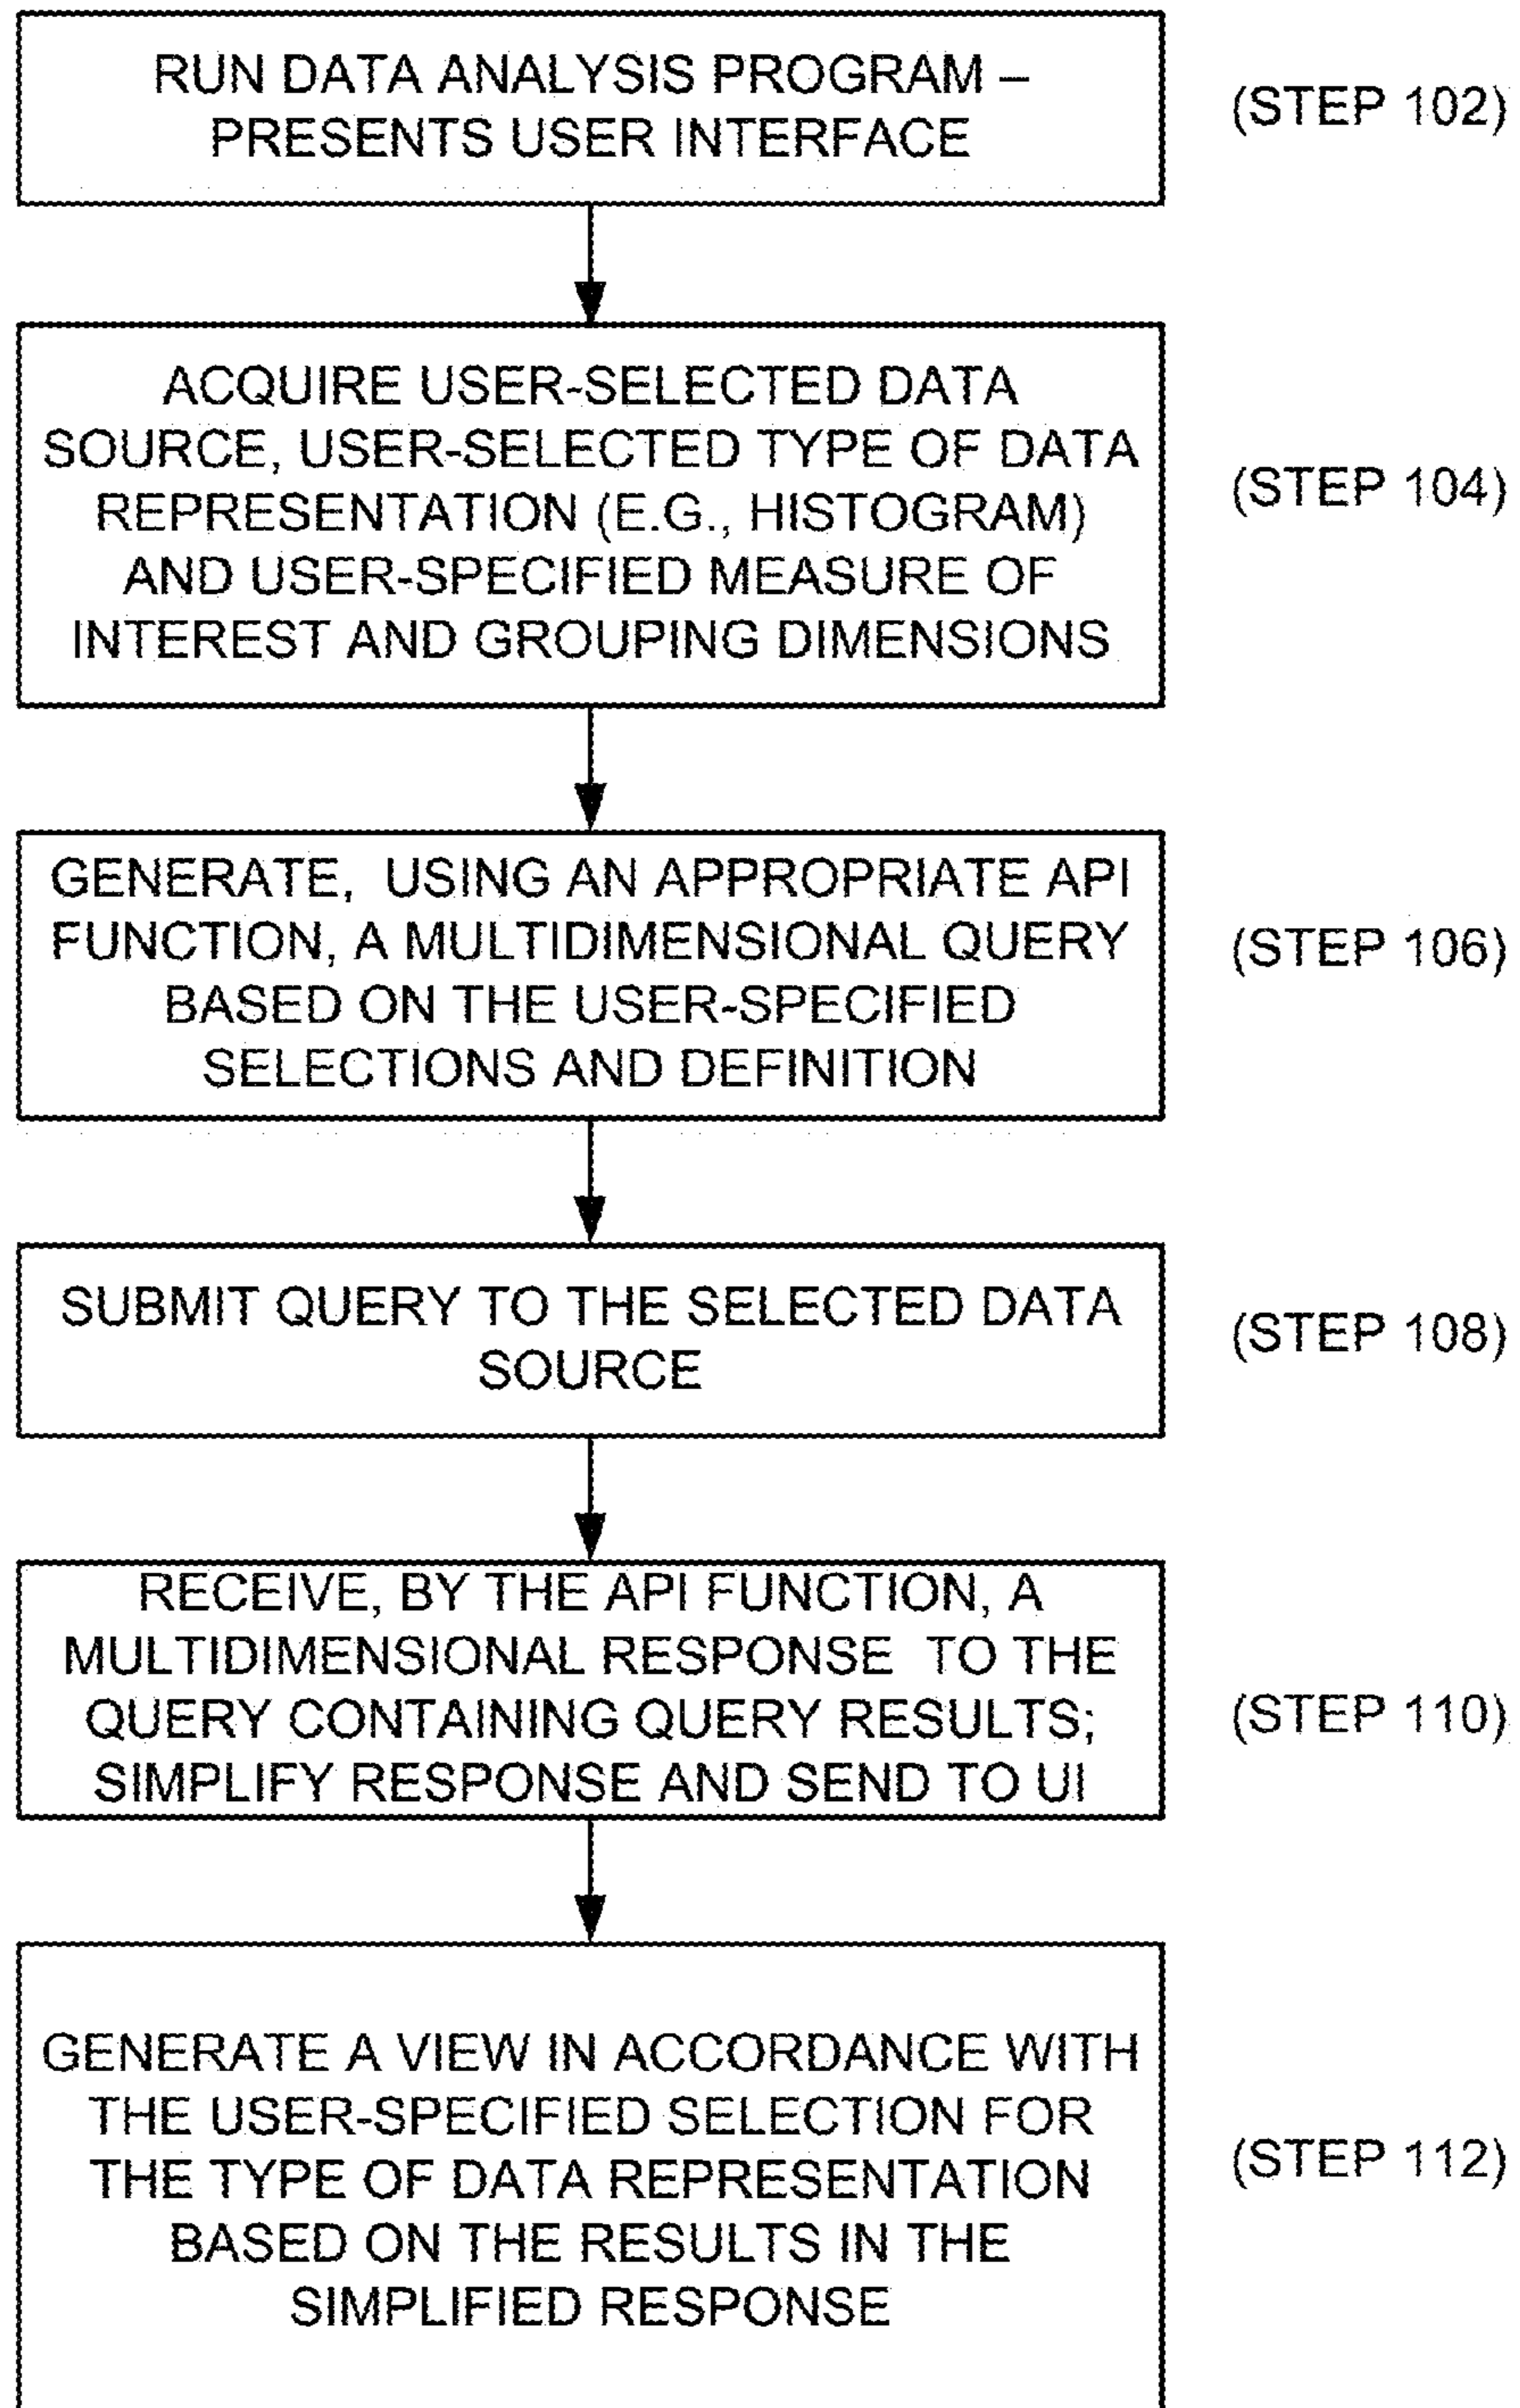 RUN DATA ANALYSIS PROGRAM –
PRESENTS USER INTERFACE
(STEP 102)
ACQUIRE USER-SELECTED DATA
SOURCE, USER-SELECTED TYPE OF DATA
REPRESENTATION (E.G., HISTOGRAM)
AND USER-SPECIFIED MEASURE OF
INTEREST AND GROUPING DIMENSIONS
(STEP 104)
GENERATE, USING AN APPROPRIATE API
FUNCTION, A MULTIDIMENSIONAL QUERY
BASED ON THE USER-SPECIFIED
SELECTIONS AND DEFINITION
(STEP 106)
SUBMIT QUERY TO THE SELECTED DATA
SOURCE
(STEP 108)
RECEIVE, BY THE API FUNCTION, A
MULTIDIMENSIONAL RESPONSE TO THE
QUERY CONTAINING QUERY RESULTS;
SIMPLIFY RESPONSE AND SEND TO UI
(STEP 110)
GENERATE A VIEW IN ACCORDANCE WITH
THE USER-SPECIFIED SELECTION FOR
THE TYPE OF DATA REPRESENTATION
BASED ON THE RESULTS IN THE
SIMPLIFIED RESPONSE
(STEP 112)